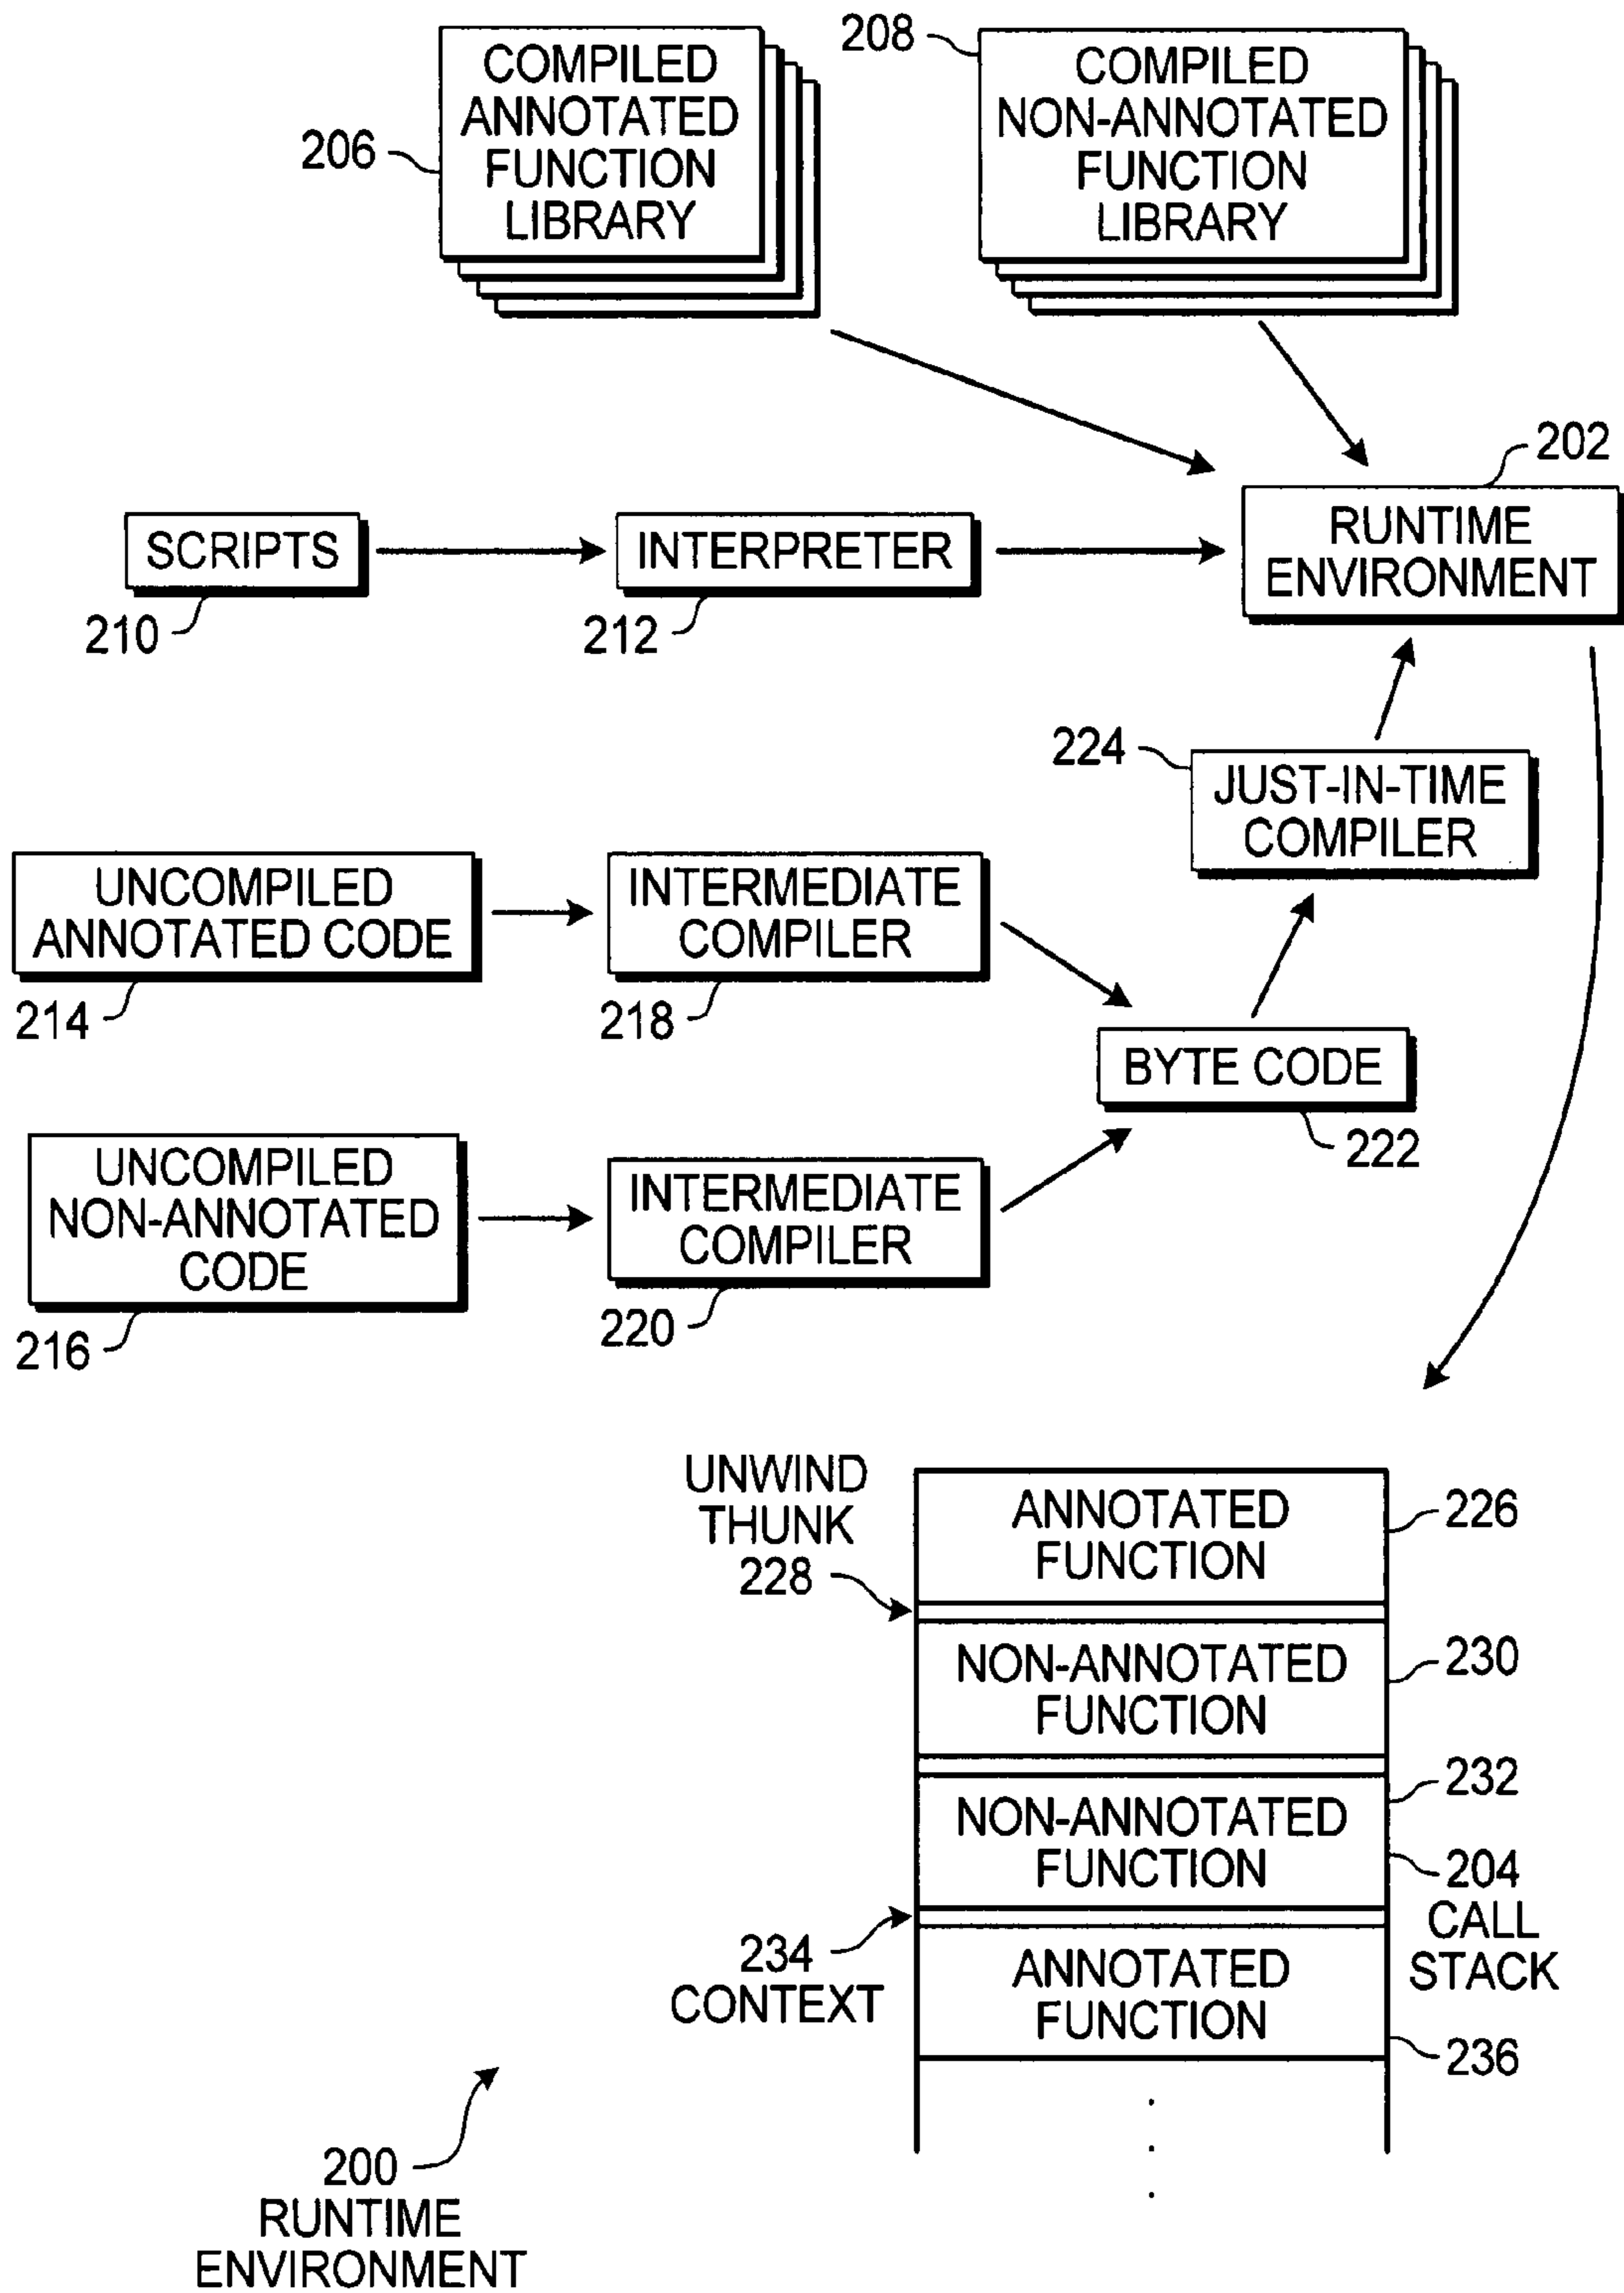 COMPILED
ANNOTATED
FUNCTION
LIBRARY
206
208
COMPILED
NON-ANNOTATED
FUNCTION
LIBRARY
202
RUNTIME
ENVIRONMENT
SCRIPTS
210
INTERPRETER
212
224
JUST-IN-TIME
COMPILER
UNCOMPILED
ANNOTATED CODE
214
INTERMEDIATE
COMPILER
218
BYTE CODE
222
UNCOMPILED
NON-ANNOTATED
CODE
216
INTERMEDIATE
COMPILER
220
UNWIND
THUNK
228
ANNOTATED
FUNCTION
226
NON-ANNOTATED
FUNCTION
230
NON-ANNOTATED
FUNCTION
232
204
CALL
STACK
234
CONTEXT
ANNOTATED
FUNCTION
236
200
RUNTIME
ENVIRONMENT